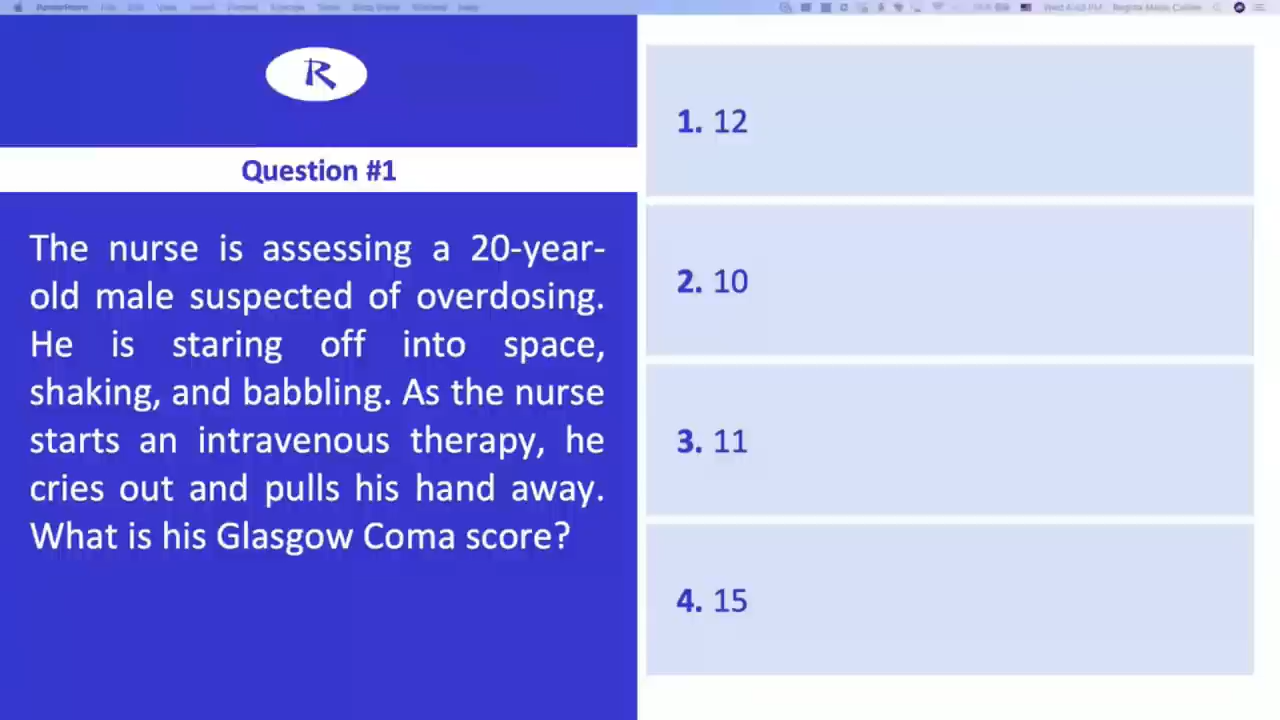 R
Question #1
The nurse is assessing a 20-year-
old male suspected of overdosing.
He is staring off into space,
shaking, and babbling. As the nurse
starts an intravenous therapy, he
cries out and pulls his hand away.
What is his Glasgow Coma score?
1. 12
2. 10
3. 11
4. 15